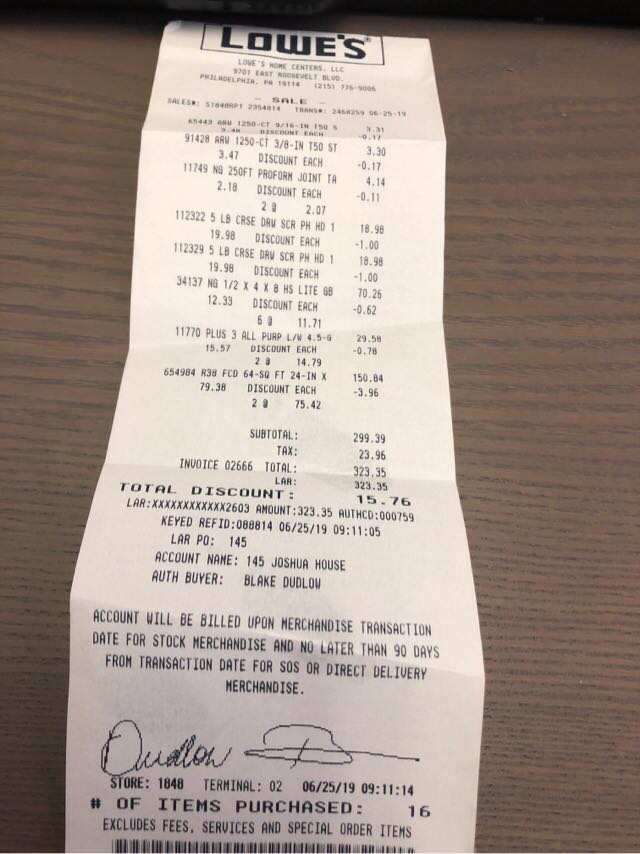 LOWE'S
LOWE'S HOME CENTERS, LLC
9701 EAST ROOSEVELT BLVD.
PHILADELPHIA, PA 19114 (215) 776-9006
- SALE -
SALES#: S1848RP1 2354814 TRANS#: 2468259 06-25-19
65443 ARW 1250-CT 9/16-IN T50 S 3.31
3.48 DISCOUNT EACH -0.17
91428 ARW 1250-CT 3/8-IN T50 ST 3.30
3.47 DISCOUNT EACH -0.17
11749 NG 250FT PROFORM JOINT TA 4.14
2.18 DISCOUNT EACH -0.11
2 @ 2.07
112322 5 LB CRSE DRW SCR PH HD 1 18.98
19.98 DISCOUNT EACH -1.00
112329 5 LB CRSE DRW SCR PH HD 1 18.98
19.98 DISCOUNT EACH -1.00
34137 NG 1/2 X 4 X 8 HS LITE GB 70.26
12.33 DISCOUNT EACH -0.62
6 @ 11.71
11770 PLUS 3 ALL PURP L/W 4.5-G 29.58
15.57 DISCOUNT EACH -0.78
2 @ 14.79
654984 R38 FCD 64-SQ FT 24-IN X 150.84
79.38 DISCOUNT EACH -3.96
2 @ 75.42
SUBTOTAL: 299.39
TAX: 23.96
INVOICE 02666 TOTAL: 323.35
LAR: 323.35
TOTAL DISCOUNT: 15.76
LAR:XXXXXXXXXXXX2603 AMOUNT:323.35 AUTHCD:000759
KEYED REFID:088814 06/25/19 09:11:05
LAR PO: 145
ACCOUNT NAME: 145 JOSHUA HOUSE
AUTH BUYER: BLAKE DUDLOW
ACCOUNT WILL BE BILLED UPON MERCHANDISE TRANSACTION
DATE FOR STOCK MERCHANDISE AND NO LATER THAN 90 DAYS
FROM TRANSACTION DATE FOR SOS OR DIRECT DELIVERY
MERCHANDISE.
Dudlow
STORE: 1848 TERMINAL: 02 06/25/19 09:11:14
# OF ITEMS PURCHASED: 16
EXCLUDES FEES, SERVICES AND SPECIAL ORDER ITEMS